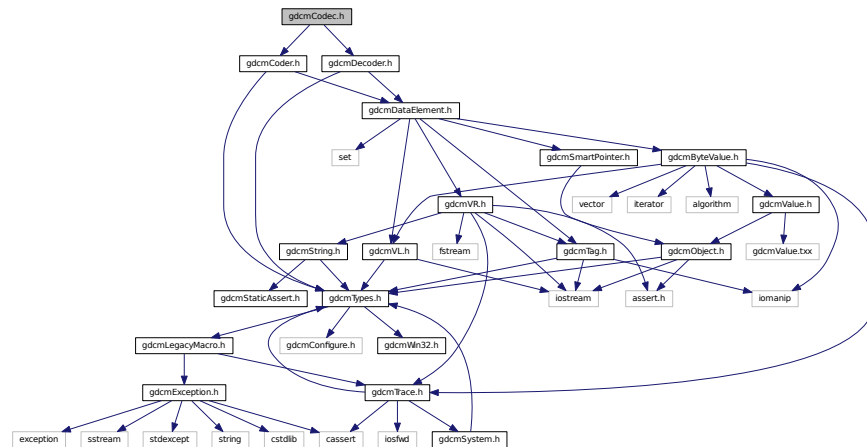 gdcmCodec.h
gdcmCoder.h
gdcmDecoder.h
gdcmDataElement.h
set
gdcmSmartPointer.h
gdcmByteValue.h
gdcmVR.h
vector
iterator
algorithm
gdcmValue.h
gdcmString.h
gdcmVL.h
fstream
gdcmTag.h
gdcmObject.h
gdcmValue.txx
gdcmStaticAssert.h
gdcmTypes.h
iostream
assert.h
iomanip
gdcmLegacyMacro.h
gdcmConfigure.h
gdcmWin32.h
gdcmException.h
gdcmTrace.h
exception
sstream
stdexcept
string
cstdlib
cassert
iosfwd
gdcmSystem.h